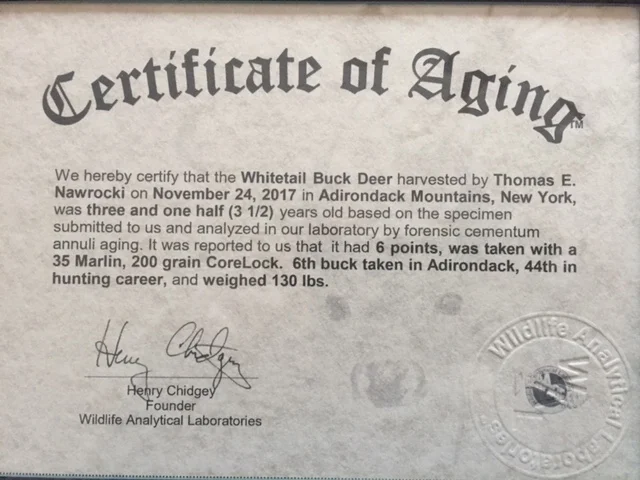 Certificate of Aging™
We hereby certify that the Whitetail Buck Deer harvested by Thomas E.
Nawrocki on November 24, 2017 in Adirondack Mountains, New York,
was three and one half (3 1/2) years old based on the specimen
submitted to us and analyzed in our laboratory by forensic cementum
annuli aging. It was reported to us that it had 6 points, was taken with a
35 Marlin, 200 grain CoreLock. 6th buck taken in Adirondack, 44th in
hunting career, and weighed 130 lbs.
Henry Chidgey
Henry Chidgey
Founder
Wildlife Analytical Laboratories
Wildlife Analytical Laboratories